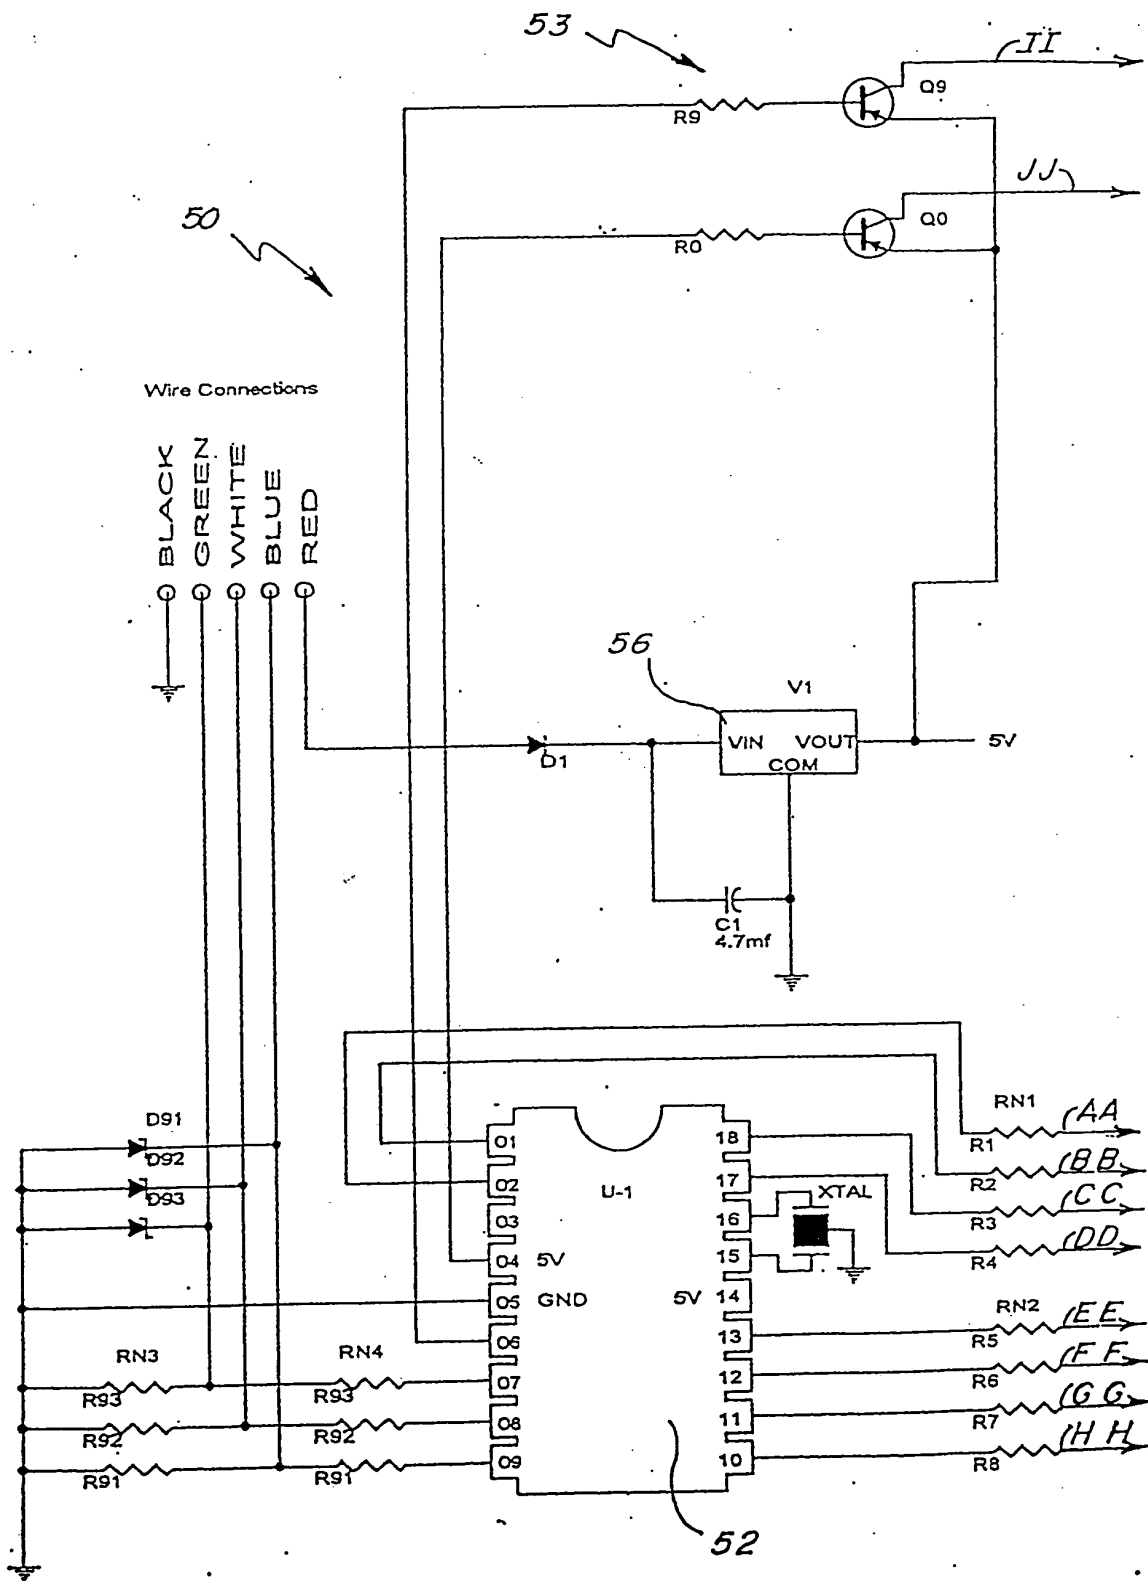 53
II
Q9
R9
JJ
50
Q0
R0
Wire Connections
BLACK
GREEN
WHITE
BLUE
RED
56
V1
VIN VOUT
COM
5V
D1
C1
4.7mf
D91
D92
D93
RN1
AA
R1
BB
R2
CC
R3
DD
R4
U-1
XTAL
01
02
03
04 5V
05 GND
06
07
08
09
18
17
16
15
5V 14
13
12
11
10
RN2
EE
R5
FF
R6
GG
R7
HH
R8
RN3
RN4
R93
R93
R92
R92
R91
R91
52